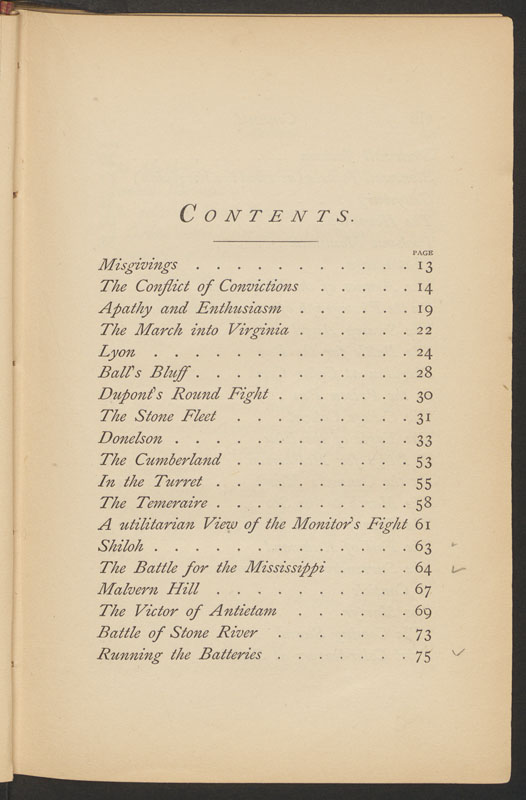 CONTENTS.
PAGE
Misgivings . . . . . . . . . . . 13
The Conflict of Convictions . . . . . 14
Apathy and Enthusiasm . . . . . . 19
The March into Virginia . . . . . . 22
Lyon . . . . . . . . . . . . . 24
Ball's Bluff . . . . . . . . . . . 28
Dupont's Round Fight . . . . . . . 30
The Stone Fleet . . . . . . . . . 31
Donelson . . . . . . . . . . . . 33
The Cumberland . . . . . . . . . 53
In the Turret . . . . . . . . . . 55
The Temeraire . . . . . . . . . . 58
A utilitarian View of the Monitor's Fight 61
Shiloh . . . . . . . . . . . . . 63
The Battle for the Mississippi . . . . 64
Malvern Hill . . . . . . . . . . 67
The Victor of Antietam . . . . . . 69
Battle of Stone River . . . . . . . 73
Running the Batteries . . . . . . . 75